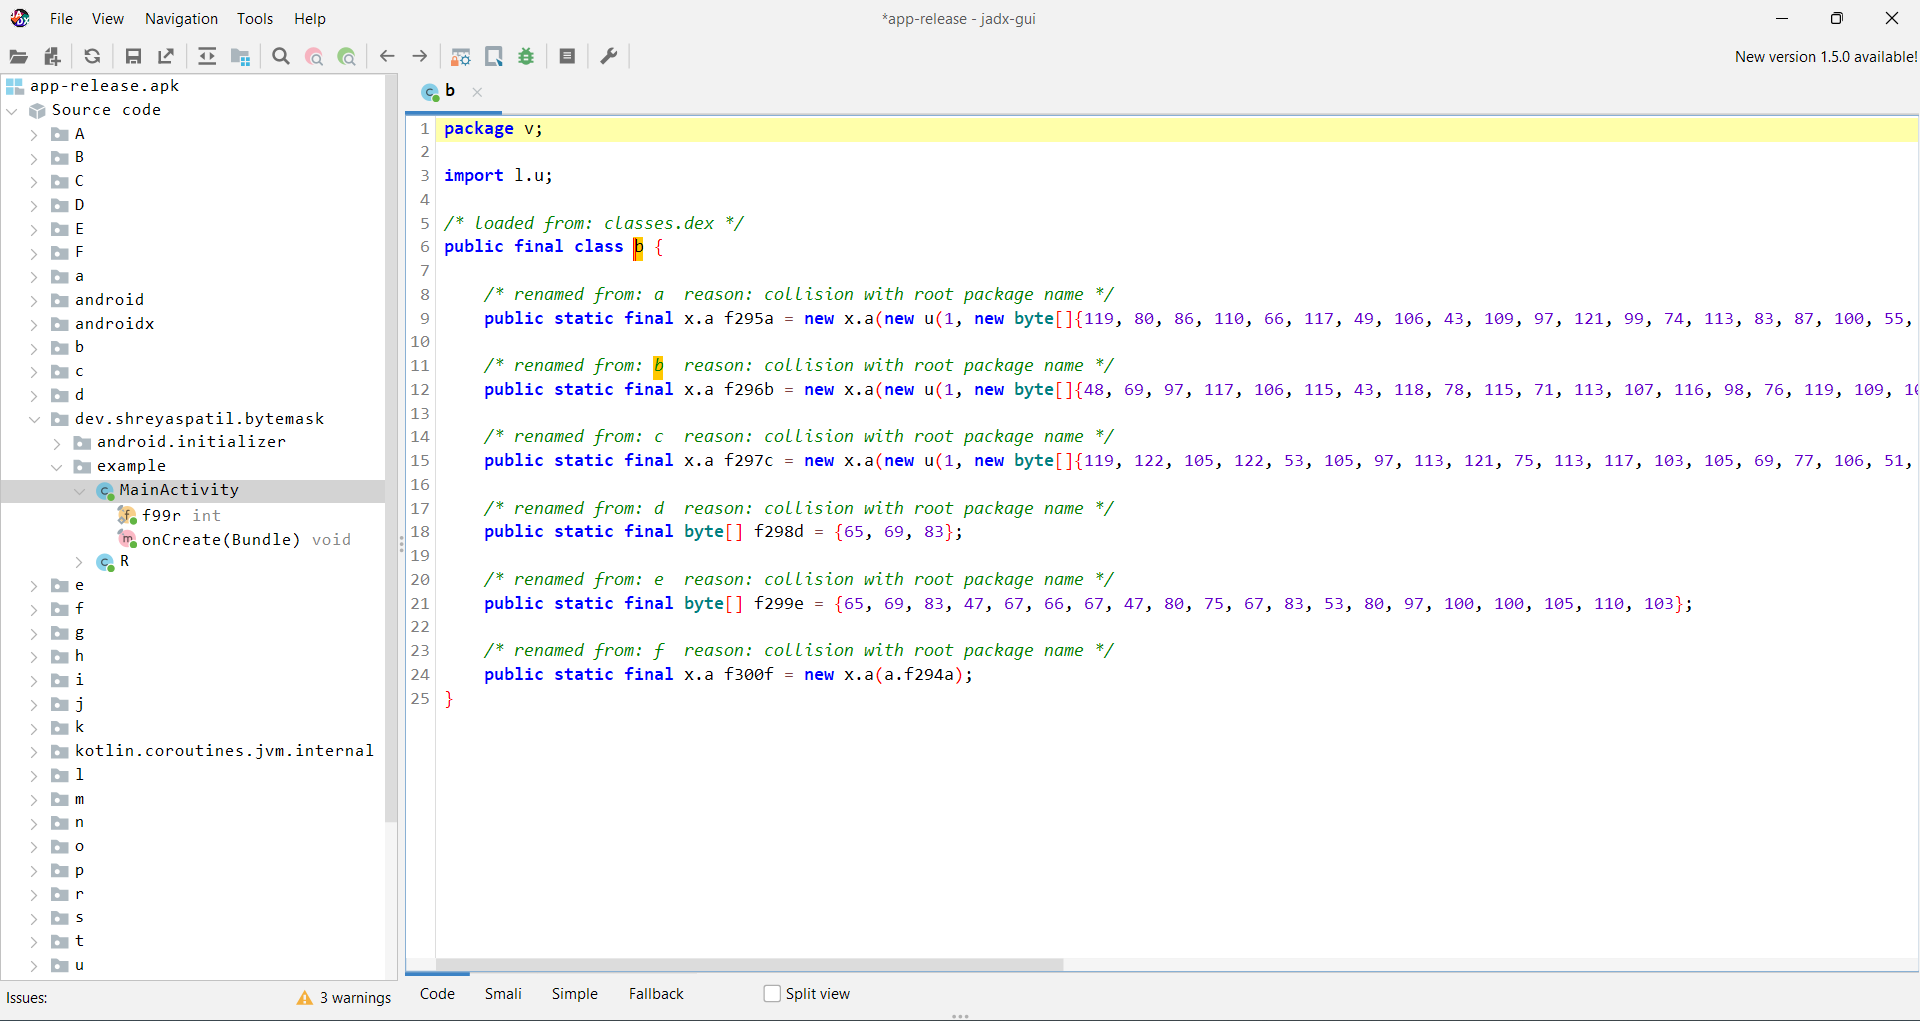 *app-release - jadx-gui
File View Navigation Tools Help
New version 1.5.0 available!
app-release.apk
Source code
A
B
C
D
E
F
a
android
androidx
b
c
d
dev.shreyaspatil.bytemask
android.initializer
example
MainActivity
f99r int
onCreate(Bundle) void
R
e
f
g
h
i
j
k
kotlin.coroutines.jvm.internal
l
m
n
o
p
r
s
t
u
Issues:
3 warnings
b
1 package v;
2
3 import l.u;
4
5 /* loaded from: classes.dex */
6 public final class b {
7
8 /* renamed from: a  reason: collision with root package name */
9 public static final x.a f295a = new x.a(new u(1, new byte[]{119, 80, 86, 110, 66, 117, 49, 106, 43, 109, 97, 121, 99, 74, 113, 83, 87, 100, 55,
10
11 /* renamed from: b  reason: collision with root package name */
12 public static final x.a f296b = new x.a(new u(1, new byte[]{48, 69, 97, 117, 106, 115, 43, 118, 78, 115, 71, 113, 107, 116, 98, 76, 119, 109,
13
14 /* renamed from: c  reason: collision with root package name */
15 public static final x.a f297c = new x.a(new u(1, new byte[]{119, 122, 105, 122, 53, 105, 97, 113, 121, 75, 113, 117, 103, 105, 69, 77, 106, 51,
16
17 /* renamed from: d  reason: collision with root package name */
18 public static final byte[] f298d = {65, 69, 83};
19
20 /* renamed from: e  reason: collision with root package name */
21 public static final byte[] f299e = {65, 69, 83, 47, 67, 66, 67, 47, 80, 75, 67, 83, 53, 80, 97, 100, 100, 105, 110, 103};
22
23 /* renamed from: f  reason: collision with root package name */
24 public static final x.a f300f = new x.a(a.f294a);
25 }
Code Smali Simple Fallback Split view